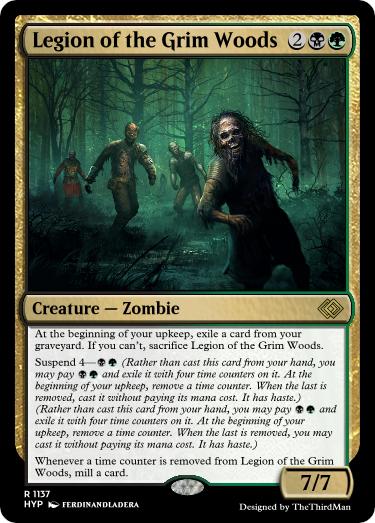 Legion of the Grim Woods 2
Creature — Zombie
At the beginning of your upkeep, exile a card from your
graveyard. If you can't, sacrifice Legion of the Grim Woods.
Suspend 4— (Rather than cast this card from your hand, you
may pay and exile it with four time counters on it. At the
beginning of your upkeep, remove a time counter. When the last is
removed, cast it without paying its mana cost. It has haste.)
(Rather than cast this card from your hand, you may pay and
exile it with four time counters on it. At the beginning of your
upkeep, remove a time counter. When the last is removed, you may
cast it without paying its mana cost. It has haste.)
Whenever a time counter is removed from Legion of the Grim
Woods, mill a card.
7/7
R 1137
HYP FERDINANDLADERA
Designed by TheThirdMan